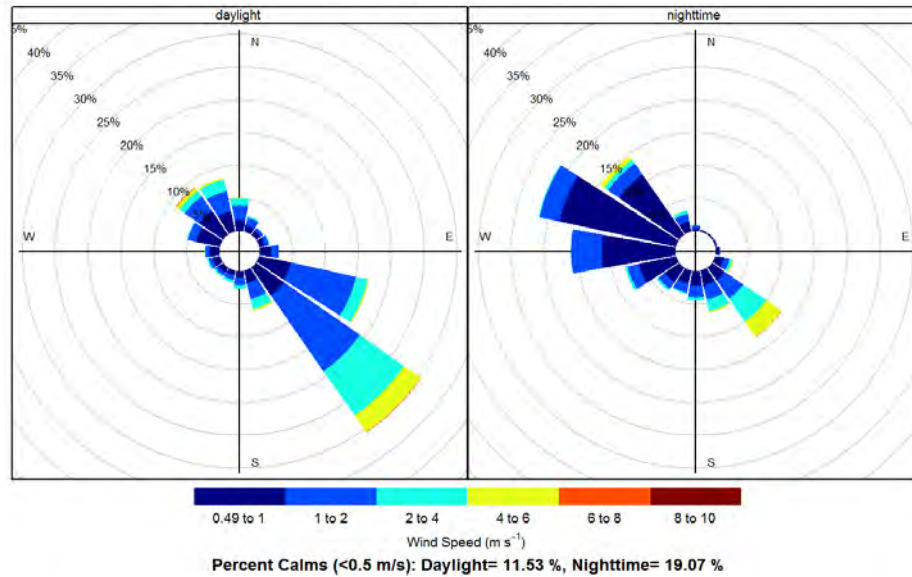 daylight
nighttime
5%
40%
35%
30%
25%
20%
15%
10%
N
W
E
S
5%
40%
35%
30%
25%
20%
15%
N
W
E
S
0.49 to 1
1 to 2
2 to 4
4 to 6
6 to 8
8 to 10
Wind Speed (m s⁻¹)
Percent Calms (<0.5 m/s): Daylight= 11.53 %, Nighttime= 19.07 %